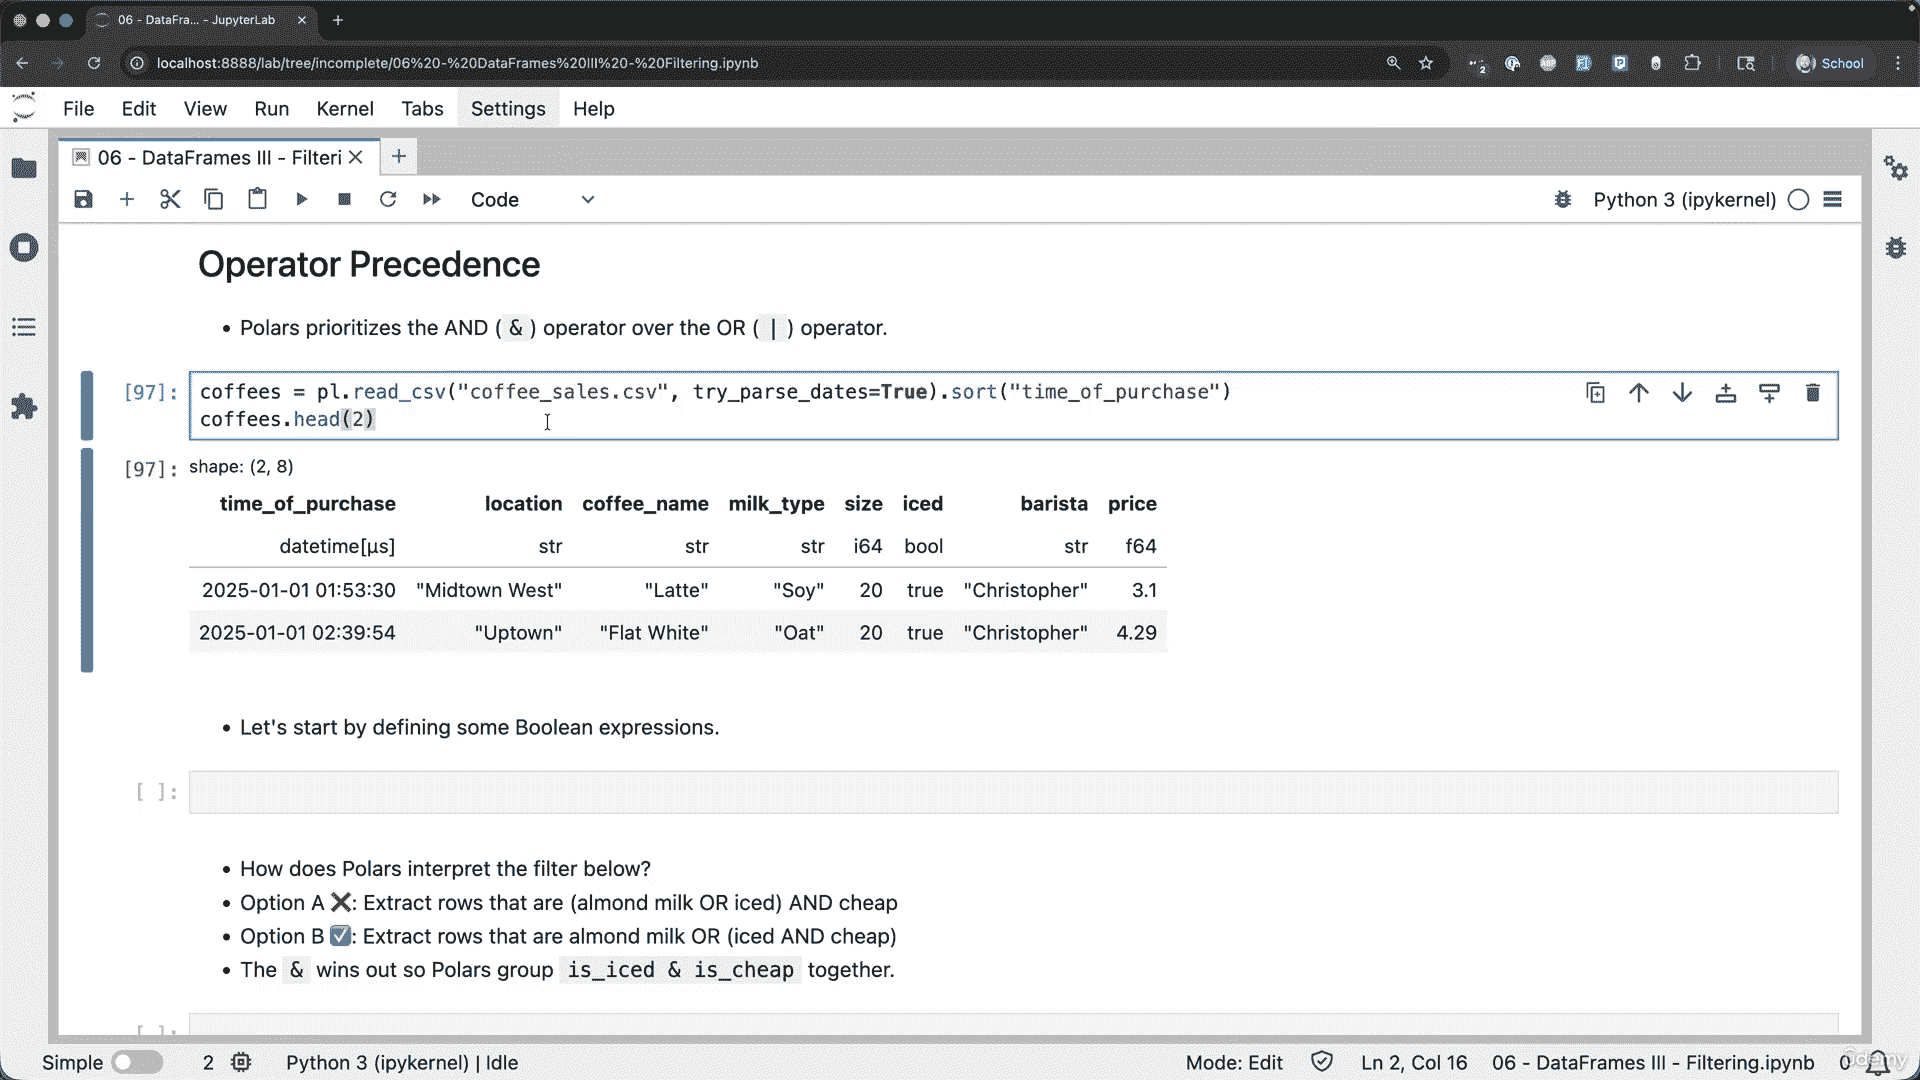 06 - DataFra... - JupyterLab
localhost:8888/lab/tree/incomplete/06%20-%20DataFrames%20III%20-%20Filtering.ipynb
2
School
File Edit View Run Kernel Tabs Settings Help
06 - DataFrames III - Filteri
Code
Python 3 (ipykernel)
Operator Precedence
• Polars prioritizes the AND ( & ) operator over the OR ( | ) operator.
[97]: coffees = pl.read_csv("coffee_sales.csv", try_parse_dates=True).sort("time_of_purchase")
coffees.head(2)
[97]: shape: (2, 8)
time_of_purchase location coffee_name milk_type size iced barista price
datetime[μs] str str str i64 bool str f64
2025-01-01 01:53:30 "Midtown West" "Latte" "Soy" 20 true "Christopher" 3.1
2025-01-01 02:39:54 "Uptown" "Flat White" "Oat" 20 true "Christopher" 4.29
• Let's start by defining some Boolean expressions.
[ ]:
• How does Polars interpret the filter below?
• Option A ❌: Extract rows that are (almond milk OR iced) AND cheap
• Option B ☑: Extract rows that are almond milk OR (iced AND cheap)
• The & wins out so Polars group is_iced & is_cheap together.
[ ]:
Simple 2 Python 3 (ipykernel) | Idle Mode: Edit Ln 2, Col 16 06 - DataFrames III - Filtering.ipynb 0
Udemy